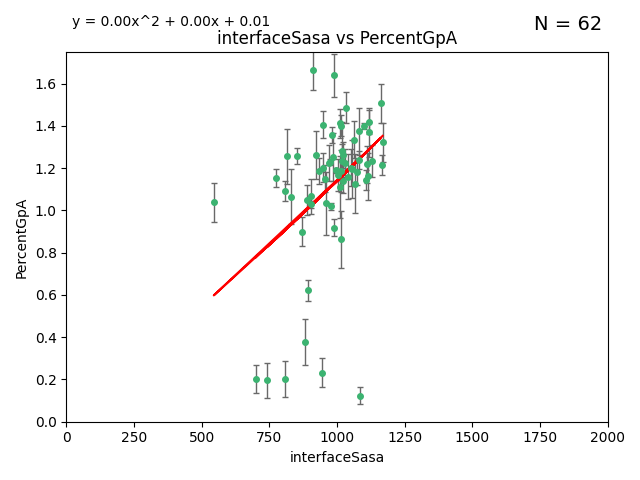 y = 0.00x^2 + 0.00x + 0.01
N = 62
interfaceSasa vs PercentGpA
PercentGpA
1.6
1.4
1.2
1.0
0.8
0.6
0.4
0.2
0.0
0 250 500 750 1000 1250 1500 1750 2000
interfaceSasa